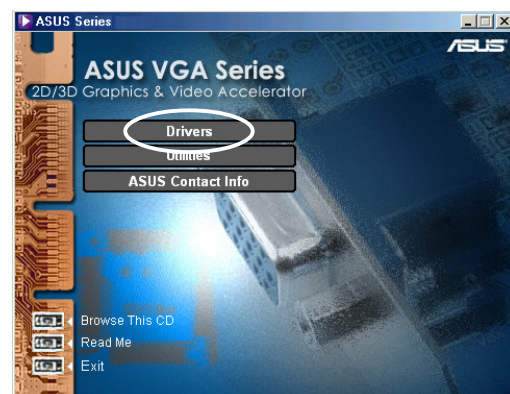 ASUS Series
ASUS
ASUS VGA Series
2D/3D Graphics & Video Accelerator
Drivers
Utilities
ASUS Contact Info
Browse This CD
Read Me
Exit